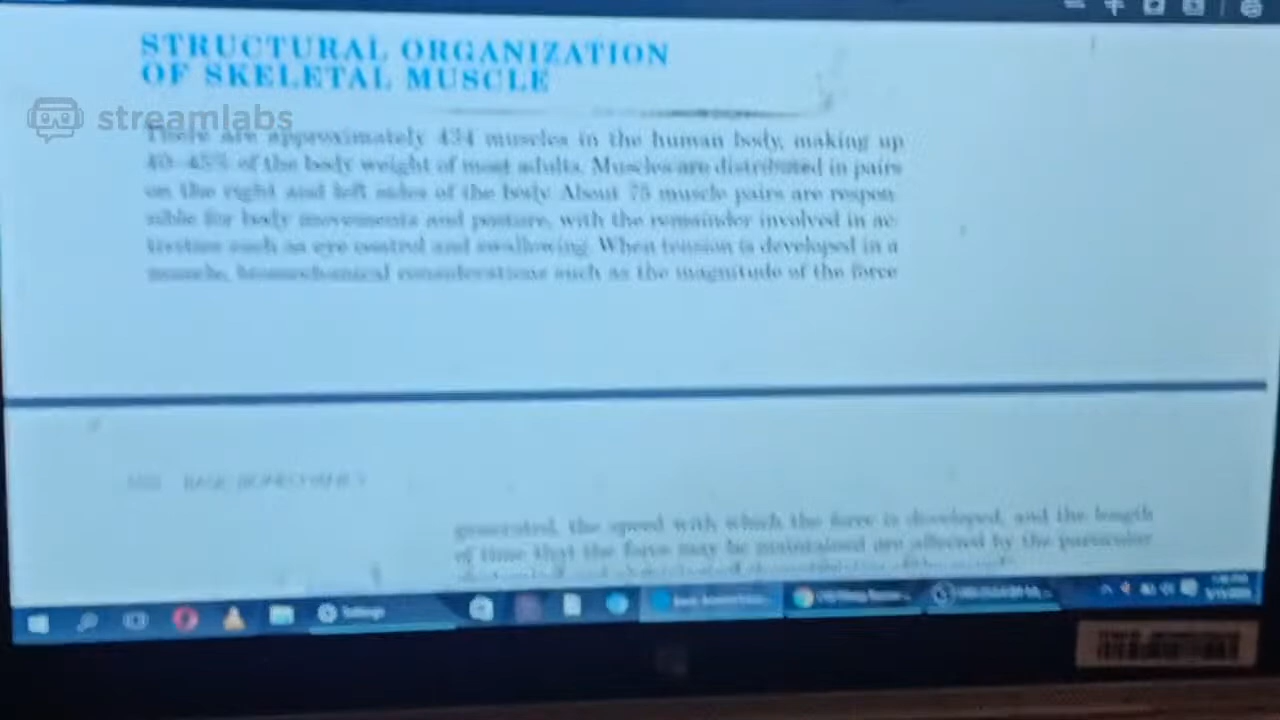 STRUCTURAL ORGANIZATION
OF SKELETAL MUSCLE
streamlabs
There are approximately 434 muscles in the human body, making up
40–45% of the body weight of most adults. Muscles are distributed in pairs
on the right and left sides of the body. About 75 muscle pairs are respon-
sible for body movements and posture, with the remainder involved in ac-
tivities such as eye control and swallowing. When tension is developed in a
muscle, biomechanical considerations such as the magnitude of the force
BASIC BIOMECHANICS
generated, the speed with which the force is developed, and the length
of time that the force may be maintained are affected by the particular
Settings